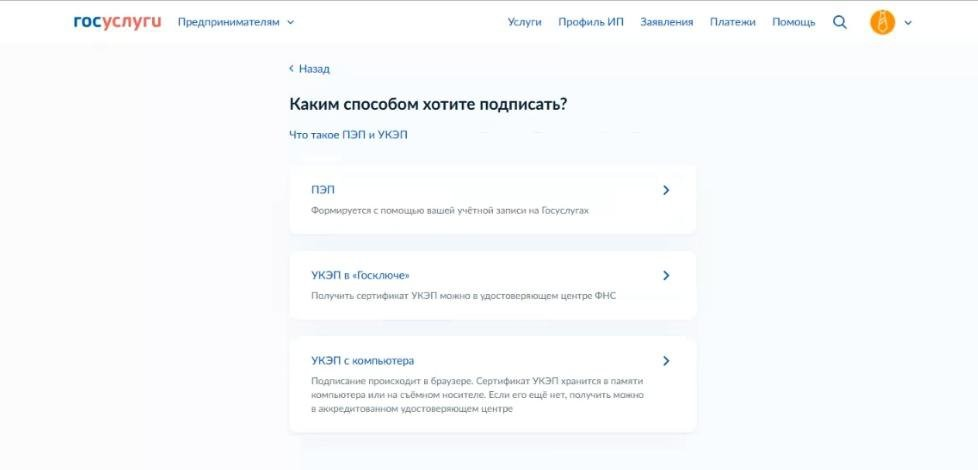 госуслуги Предпринимателям Услуги Профиль ИП Заявления Платежи Помощь
Назад
Каким способом хотите подписать?
Что такое ПЭП и УКЭП
ПЭП
Формируется с помощью вашей учётной записи на Госуслугах
УКЭП в «Госключе»
Получить сертификат УКЭП можно в удостоверяющем центре ФНС
УКЭП с компьютера
Подписание происходит в браузере. Сертификат УКЭП хранится в памяти
компьютера или на съёмном носителе. Если его ещё нет, получить можно
в аккредитованном удостоверяющем центре